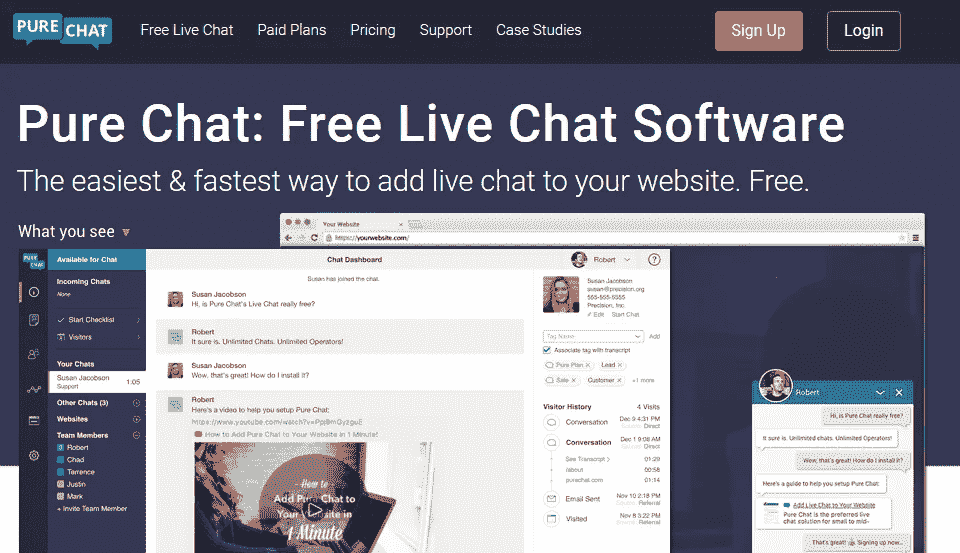 PURE CHAT
Free Live Chat
Paid Plans
Pricing
Support
Case Studies
Sign Up
Login
Pure Chat: Free Live Chat Software
The easiest & fastest way to add live chat to your website. Free.
What you see
Your Website
https://yourwebsite.com/
PURE CHAT
Available for Chat
Incoming Chats
None
Start Checklist
Visitors
Your Chats
Susan Jacobson
1:05
Support
Other Chats (3)
Websites
Team Members
Robert
Chad
Terrence
Justin
Mark
+ Invite Team Member
Chat Dashboard
Robert
Susan has joined the chat.
Susan Jacobson
Hi, is Pure Chat's Live Chat really free?
Robert
It sure is. Unlimited Chats. Unlimited Operators!
Susan Jacobson
Wow, that's great! How do I install it?
Robert
Here's a video to help you setup Pure Chat:
How to Add Pure Chat to Your Website in 1 Minute!
How to
Add Pure Chat to
Your Website in
1 Minute
Susan Jacobson
susan@precision.org
555-555-5555
Precision, Inc.
Edit
Start Chat
Tag Name
Add
Associate tag with transcript
Pure Plan ×
Lead ×
Sale ×
Customer ×
+1 more
Visitor History
4 Visits
Conversation
Dec 9 4:31 PM
Direct
Conversation
Dec 1 9:08 AM
Direct
See Transcript >
01:29
/about
00:58
purechat.com
01:14
Email Sent
Nov 10 2:18 PM
Referral
Visited
Nov 8 3:22 PM
Referral
Robert
Hi, is Pure Chat really free?
It sure is. Unlimited chats. Unlimited Operators!
Wow, that's great! How do I install it?
Here's a guide to help you setup Pure Chat:
Add Live Chat to Your Website
Pure Chat is the preferred live
chat solution for small to mid-
That's great! Signing up now...